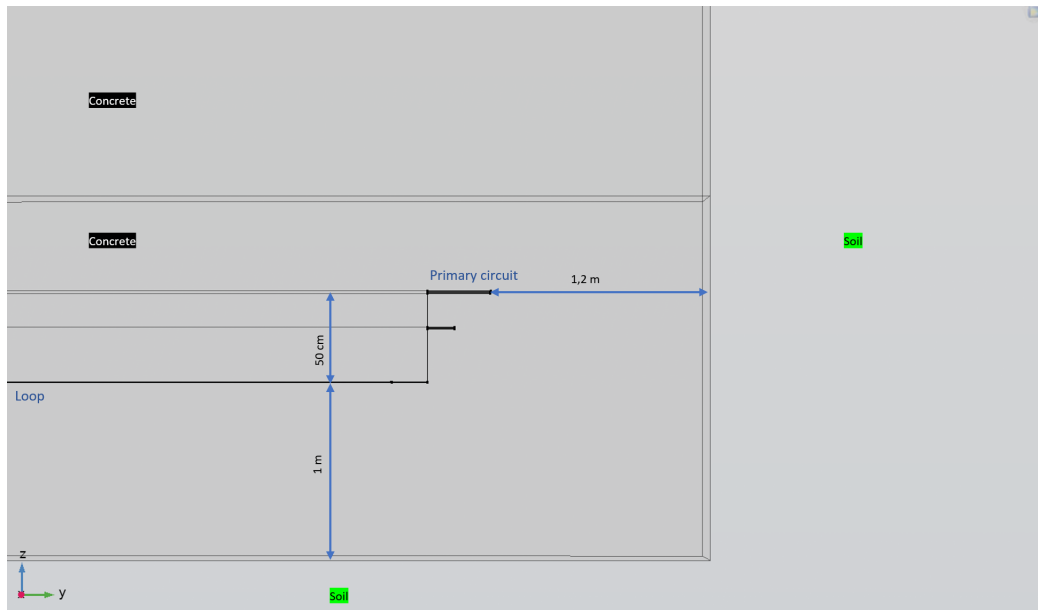 Concrete
Concrete
Soil
Primary circuit
1,2 m
50 cm
Loop
1 m
z
y
Soil